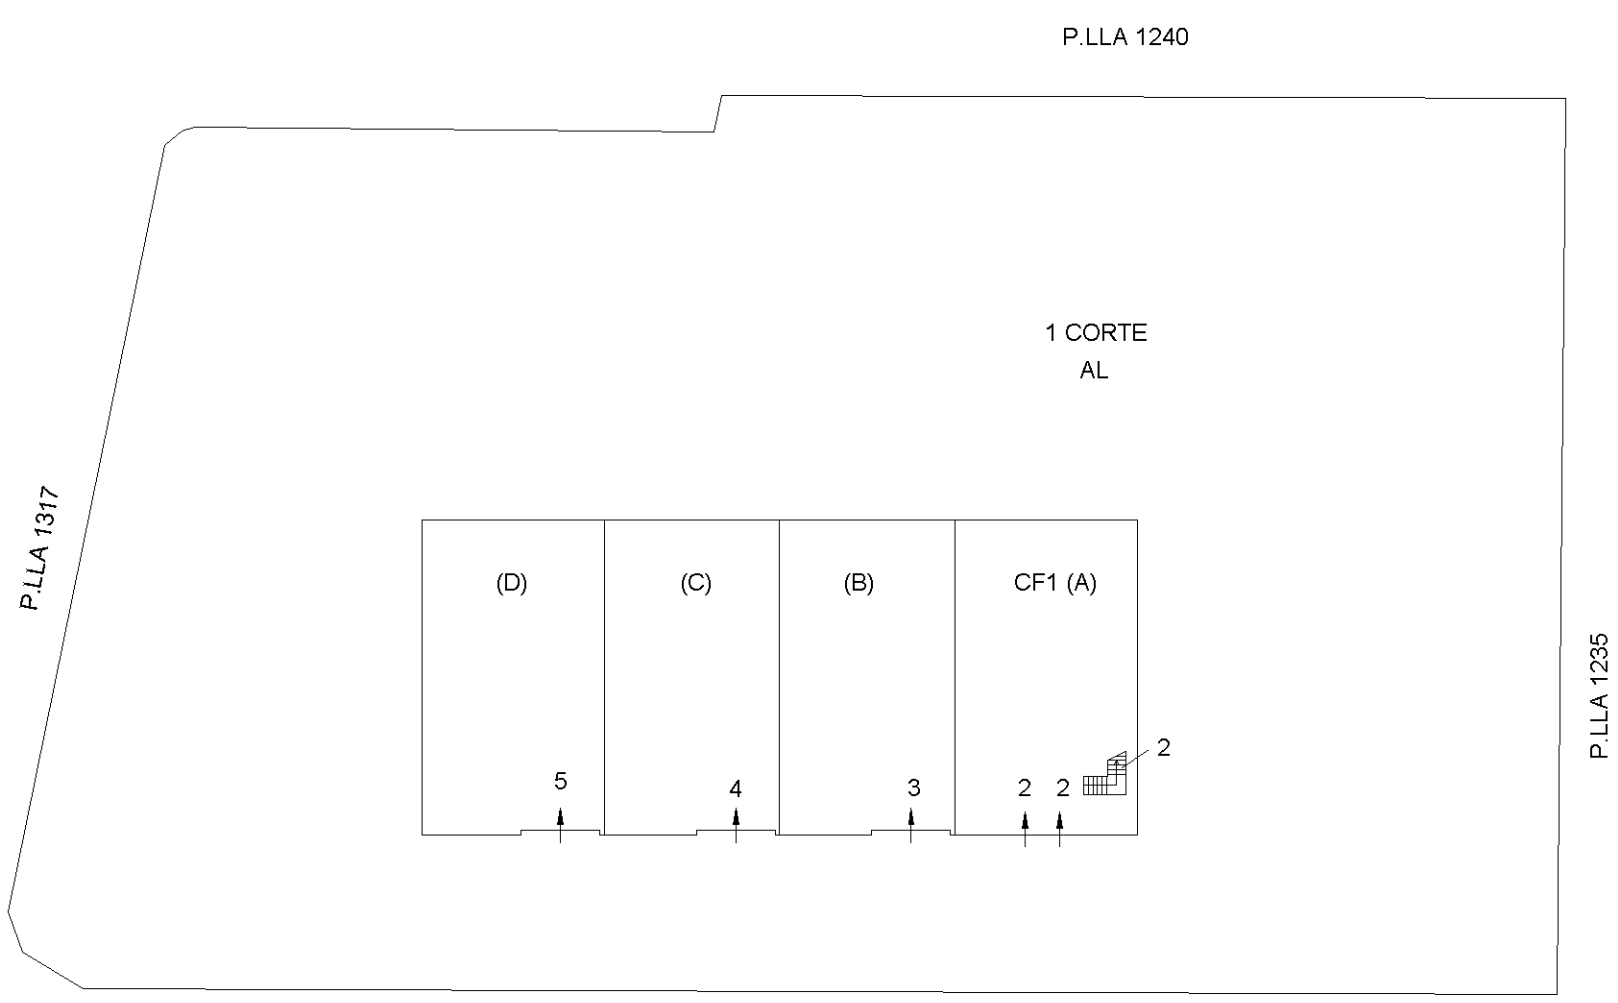 P.LLA 1240
1 CORTE
AL
P.LLA 1317
(D)
(C)
(B)
CF1 (A)
P.LLA 1235
2
5
4
3
2
2